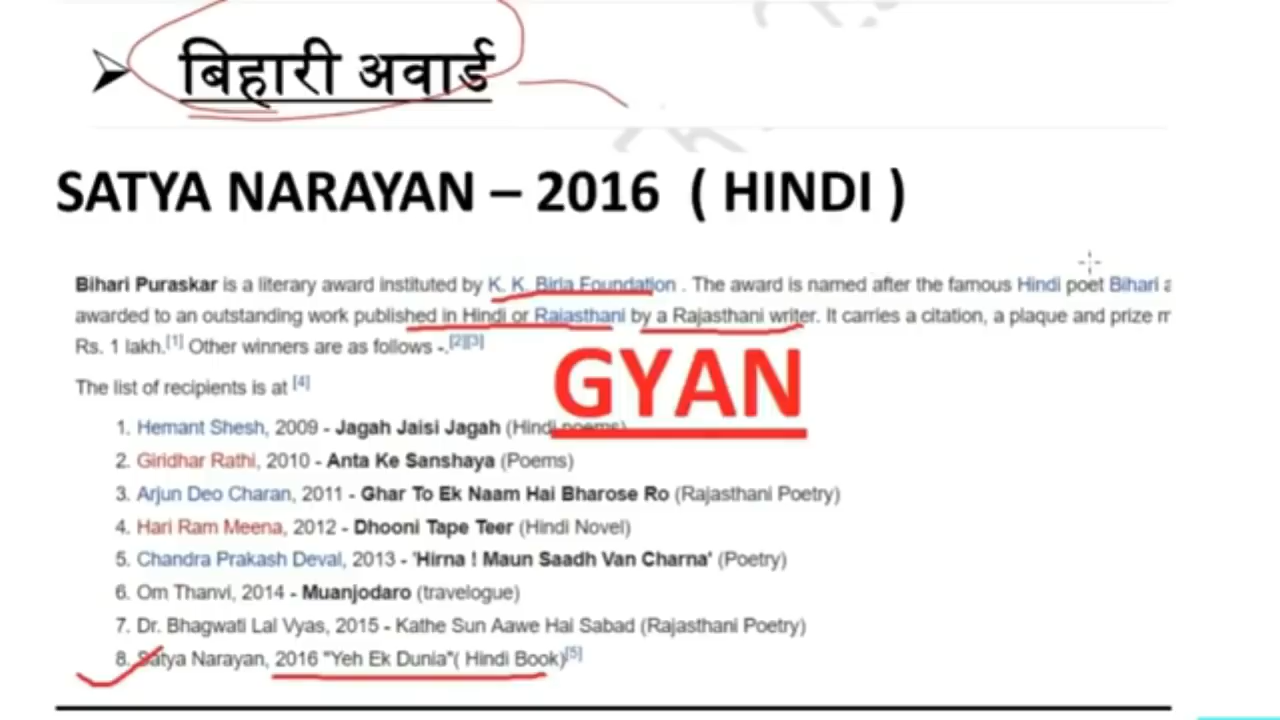 बिहारी अवार्ड
SATYA NARAYAN – 2016 ( HINDI )
Bihari Puraskar is a literary award instituted by K. K. Birla Foundation . The award is named after the famous Hindi poet Bihari a
awarded to an outstanding work published in Hindi or Rajasthani by a Rajasthani writer. It carries a citation, a plaque and prize m
Rs. 1 lakh.[1] Other winners are as follows -.[2][3]
The list of recipients is at [4]
GYAN
1. Hemant Shesh, 2009 - Jagah Jaisi Jagah (Hindi poems)
2. Giridhar Rathi, 2010 - Anta Ke Sanshaya (Poems)
3. Arjun Deo Charan, 2011 - Ghar To Ek Naam Hai Bharose Ro (Rajasthani Poetry)
4. Hari Ram Meena, 2012 - Dhooni Tape Teer (Hindi Novel)
5. Chandra Prakash Deval, 2013 - 'Hirna ! Maun Saadh Van Charna' (Poetry)
6. Om Thanvi, 2014 - Muanjodaro (travelogue)
7. Dr. Bhagwati Lal Vyas, 2015 - Kathe Sun Aawe Hai Sabad (Rajasthani Poetry)
8. Satya Narayan, 2016 "Yeh Ek Dunia"( Hindi Book)[5]